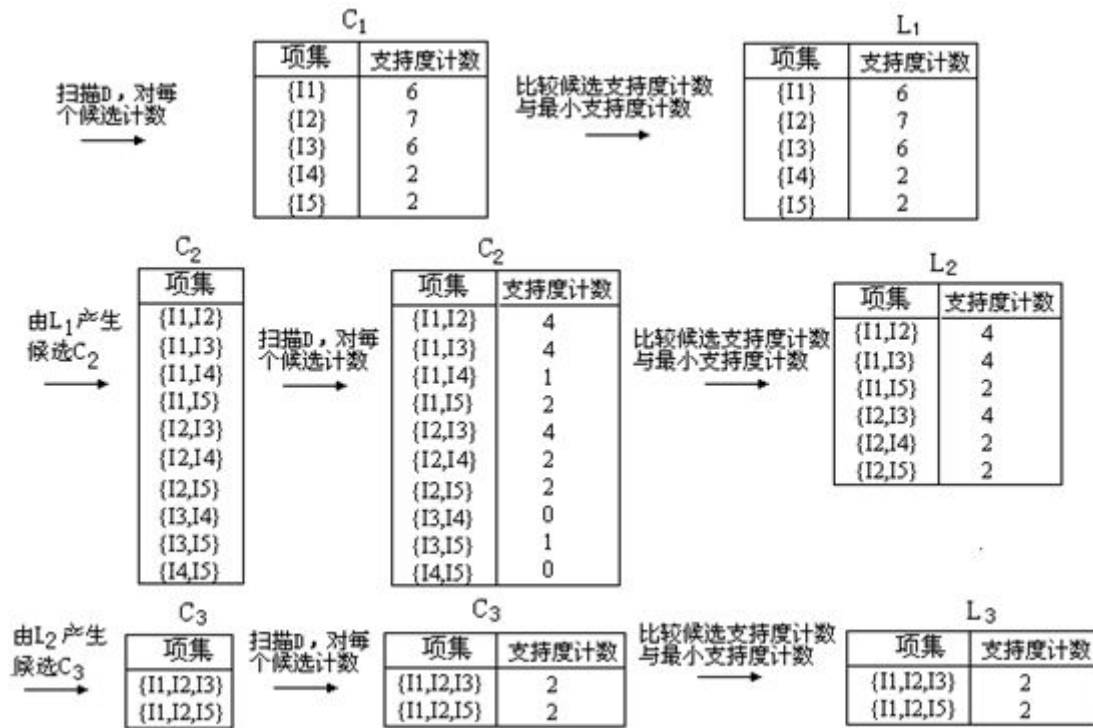 C1
L1
项集 支持度计数
项集 支持度计数
扫描D，对每
个候选计数
{I1} 6
{I2} 7
{I3} 6
{I4} 2
{I5} 2
比较候选支持度计数
与最小支持度计数
{I1} 6
{I2} 7
{I3} 6
{I4} 2
{I5} 2
由L1产生
候选C2
C2
项集
{I1,I2}
{I1,I3}
{I1,I4}
{I1,I5}
{I2,I3}
{I2,I4}
{I2,I5}
{I3,I4}
{I3,I5}
{I4,I5}
扫描D，对每
个候选计数
C2
项集 支持度计数
{I1,I2} 4
{I1,I3} 4
{I1,I4} 1
{I1,I5} 2
{I2,I3} 4
{I2,I4} 2
{I2,I5} 2
{I3,I4} 0
{I3,I5} 1
{I4,I5} 0
比较候选支持度计数
与最小支持度计数
L2
项集 支持度计数
{I1,I2} 4
{I1,I3} 4
{I1,I5} 2
{I2,I3} 4
{I2,I4} 2
{I2,I5} 2
由L2产生
候选C3
C3
项集
{I1,I2,I3}
{I1,I2,I5}
扫描D，对每
个候选计数
C3
项集 支持度计数
{I1,I2,I3} 2
{I1,I2,I5} 2
比较候选支持度计数
与最小支持度计数
L3
项集 支持度计数
{I1,I2,I3} 2
{I1,I2,I5} 2